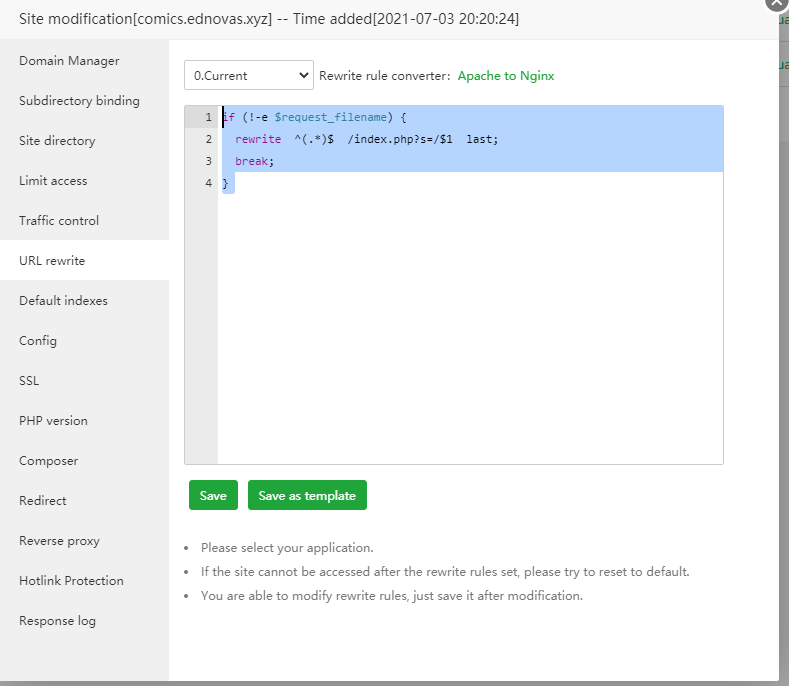 Site modification[comics.ednovas.xyz] -- Time added[2021-07-03 20:20:24]
Domain Manager
Subdirectory binding
Site directory
Limit access
Traffic control
URL rewrite
Default indexes
Config
SSL
PHP version
Composer
Redirect
Reverse proxy
Hotlink Protection
Response log
0.Current
Rewrite rule converter: Apache to Nginx
1 if (!-e $request_filename) {
2   rewrite  ^(.*)$  /index.php?s=/$1  last;
3   break;
4 }
Save
Save as template
• Please select your application.
• If the site cannot be accessed after the rewrite rules set, please try to reset to default.
• You are able to modify rewrite rules, just save it after modification.